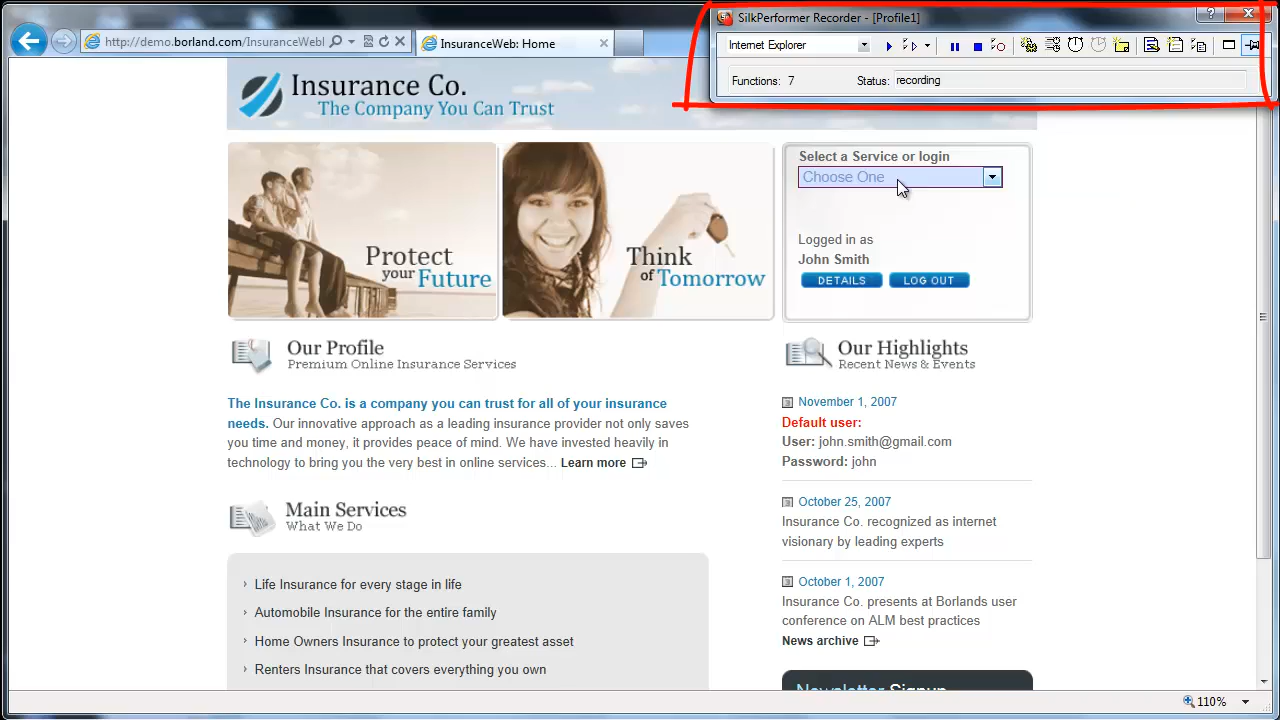 SilkPerformer Recorder - [Profile1]
http://demo.borland.com/InsuranceWebl
InsuranceWeb: Home
Internet Explorer
Functions: 7 Status: recording
Insurance Co.
The Company You Can Trust
Protect
your Future
Think
of Tomorrow
Select a Service or login
Choose One
Logged in as
John Smith
DETAILS LOG OUT
Our Profile
Premium Online Insurance Services
The Insurance Co. is a company you can trust for all of your insurance
needs. Our innovative approach as a leading insurance provider not only saves
you time and money, it provides peace of mind. We have invested heavily in
technology to bring you the very best in online services... Learn more
Main Services
What We Do
Life Insurance for every stage in life
Automobile Insurance for the entire family
Home Owners Insurance to protect your greatest asset
Renters Insurance that covers everything you own
Our Highlights
Recent News & Events
November 1, 2007
Default user:
User: john.smith@gmail.com
Password: john
October 25, 2007
Insurance Co. recognized as internet
visionary by leading experts
October 1, 2007
Insurance Co. presents at Borlands user
conference on ALM best practices
News archive
Newsletter Signup
110%